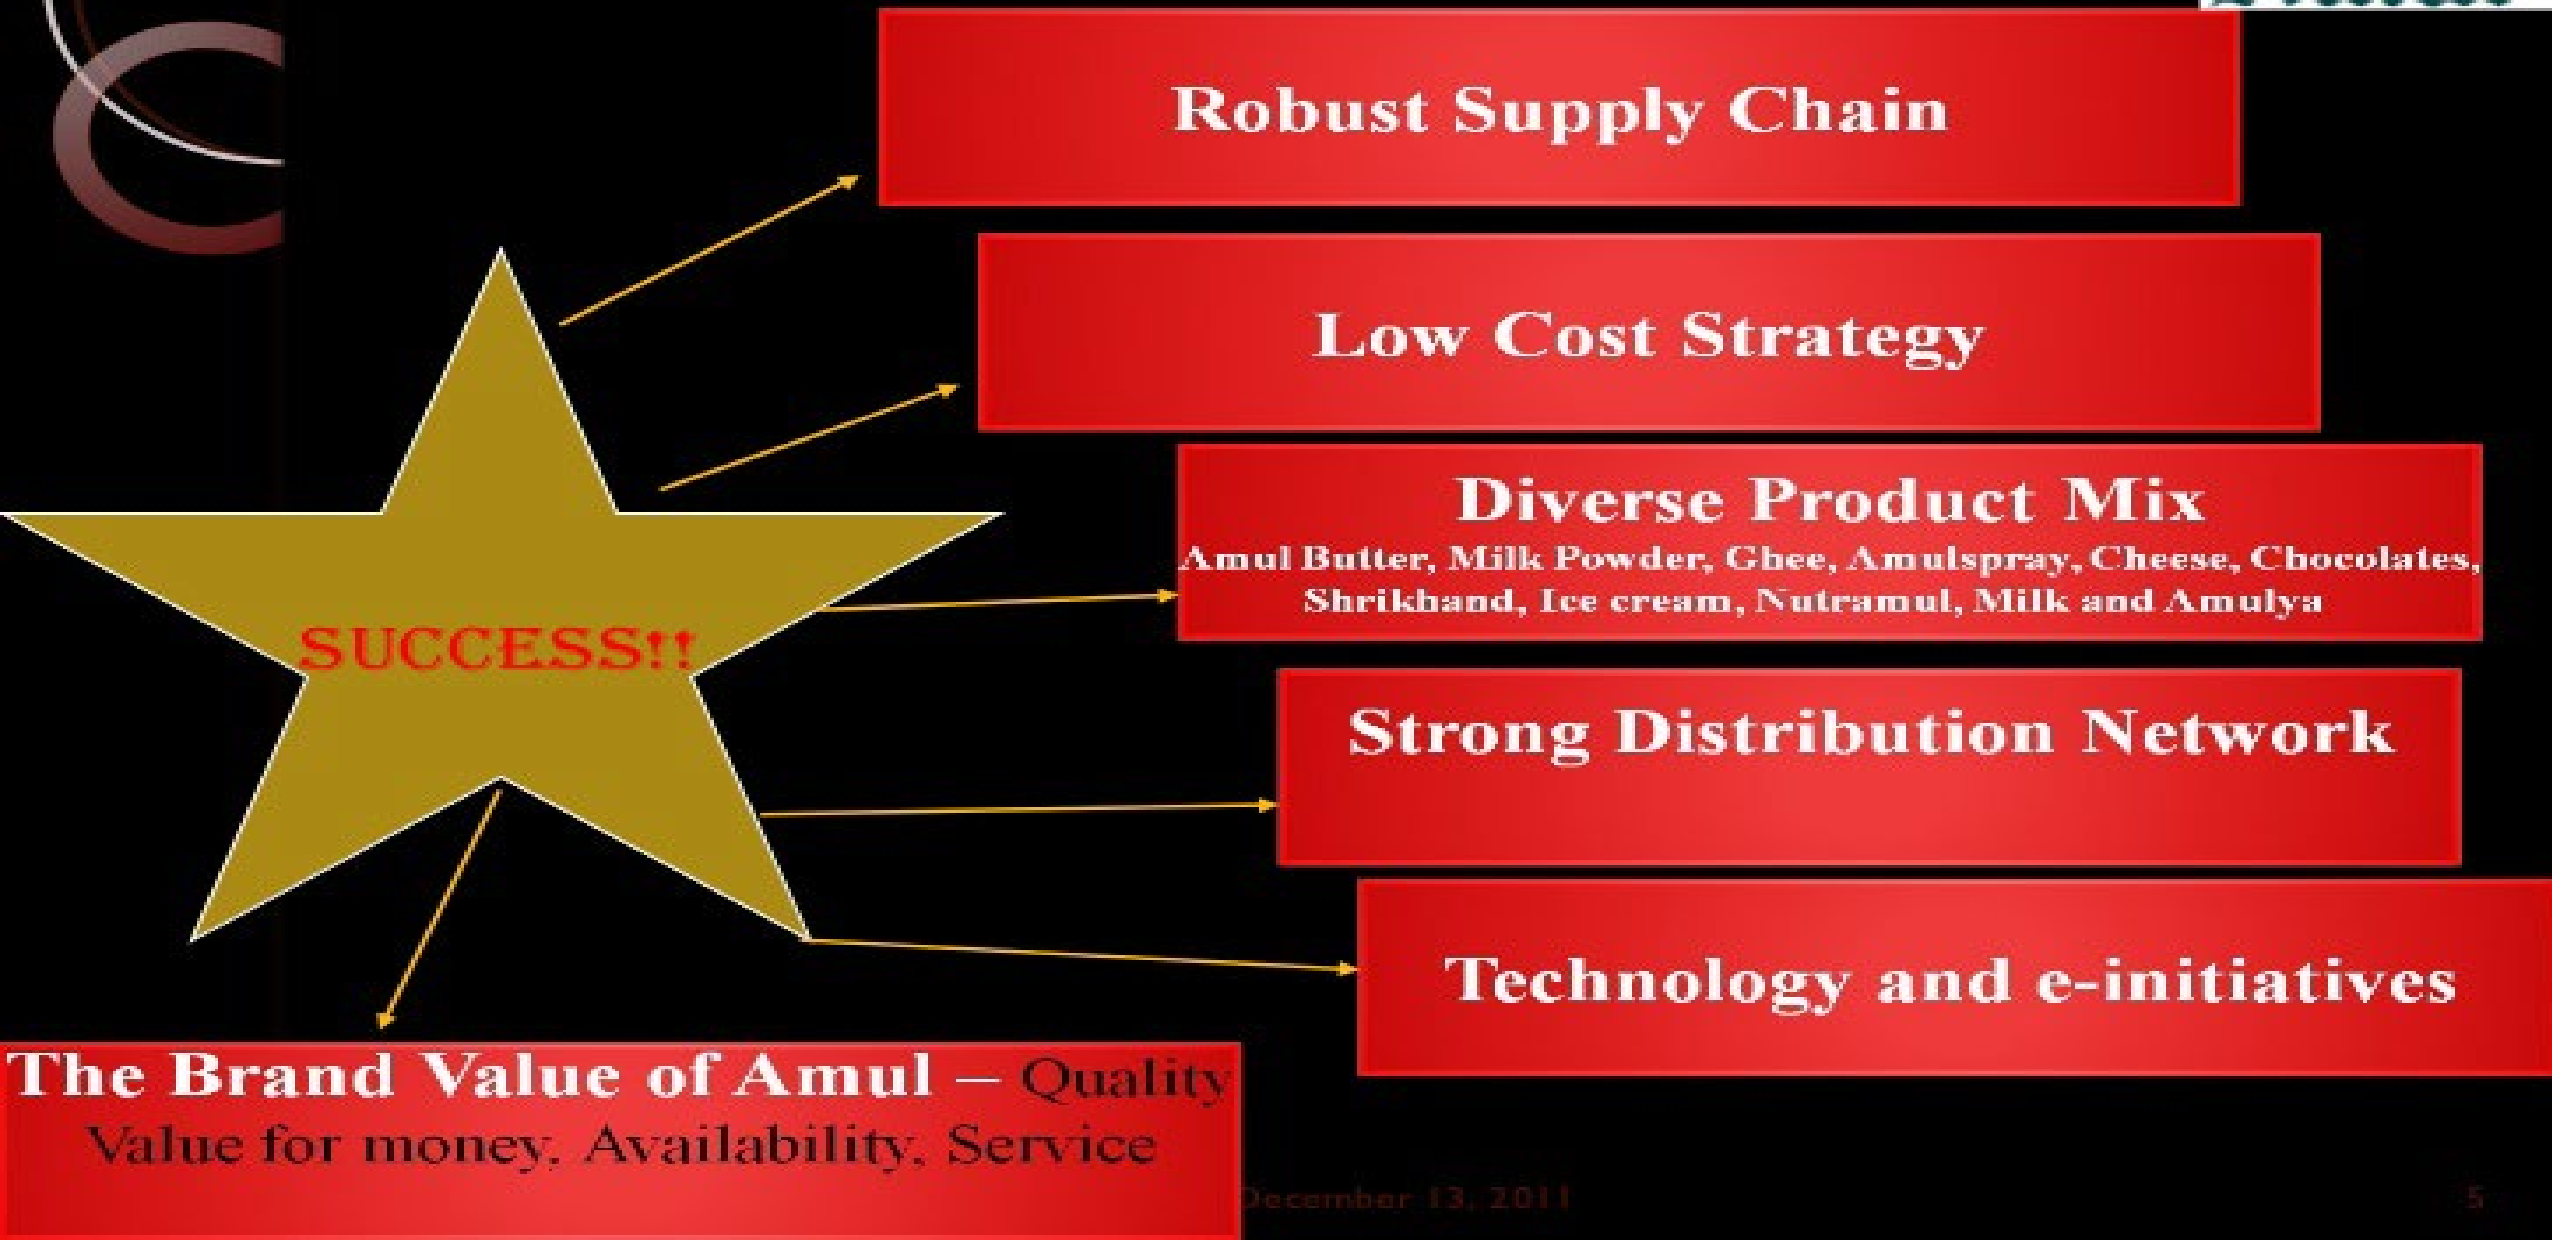 Robust Supply Chain
Low Cost Strategy
Diverse Product Mix
Amul Butter, Milk Powder, Ghee, Amulspray, Cheese, Chocolates,
Shrikhand, Ice cream, Nutramul, Milk and Amulya
SUCCESS!!
Strong Distribution Network
Technology and e-initiatives
The Brand Value of Amul – Quality
Value for money, Availability, Service
December 13, 2011
5